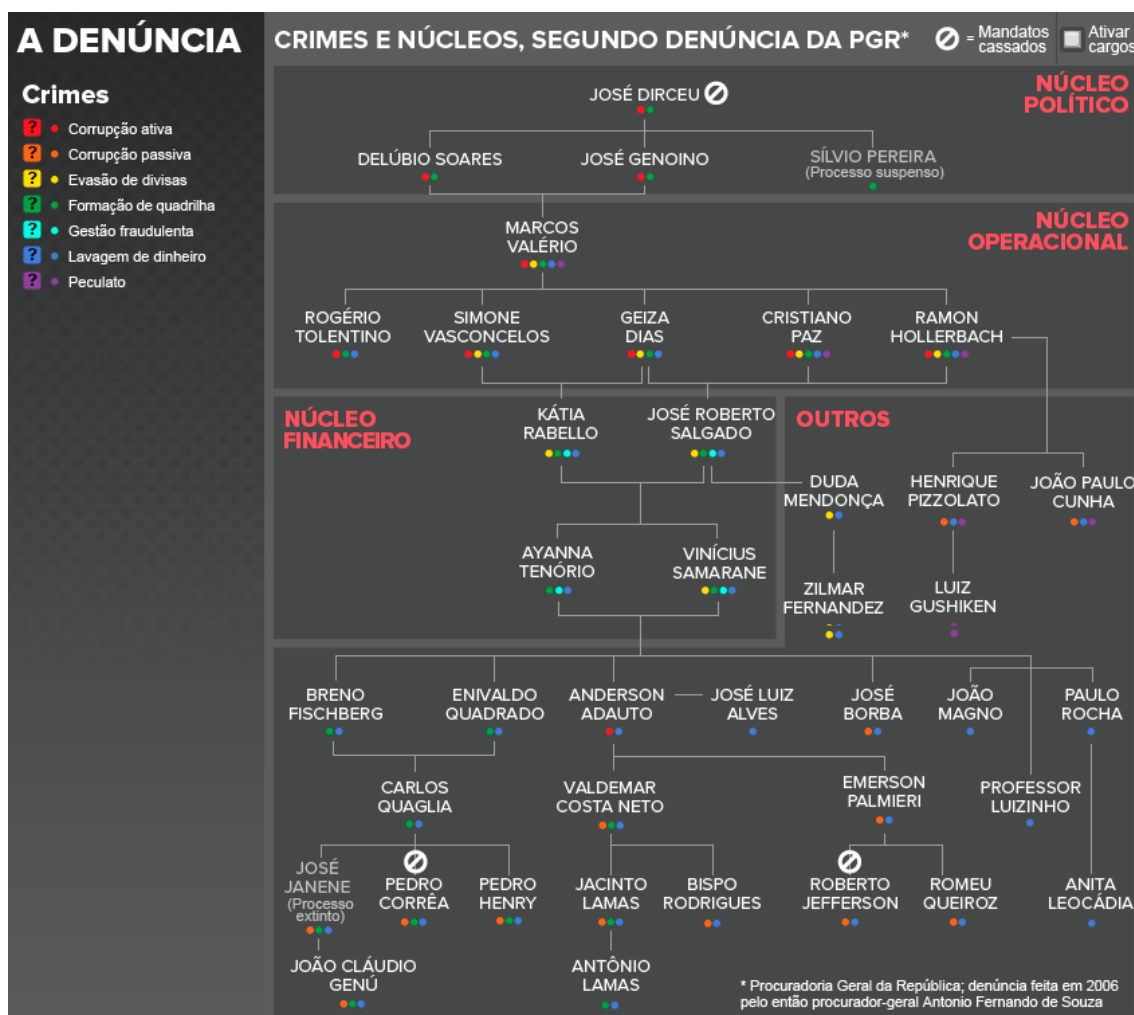 A DENÚNCIA
Crimes
? Corrupção ativa
? Corrupção passiva
? Evasão de divisas
? Formação de quadrilha
? Gestão fraudulenta
? Lavagem de dinheiro
? Peculato
CRIMES E NÚCLEOS, SEGUNDO DENÚNCIA DA PGR*
= Mandatos
cassados
Ativar
cargos
NÚCLEO
POLÍTICO
JOSÉ DIRCEU
DELÚBIO SOARES
JOSÉ GENOINO
SÍLVIO PEREIRA
(Processo suspenso)
NÚCLEO
OPERACIONAL
MARCOS
VALÉRIO
ROGÉRIO
TOLENTINO
SIMONE
VASCONCELOS
GEIZA
DIAS
CRISTIANO
PAZ
RAMON
HOLLERBACH
NÚCLEO
FINANCEIRO
KÁTIA
RABELLO
JOSÉ ROBERTO
SALGADO
AYANNA
TENÓRIO
VINÍCIUS
SAMARANE
OUTROS
DUDA
MENDONÇA
HENRIQUE
PIZZOLATO
JOÃO PAULO
CUNHA
ZILMAR
FERNANDEZ
LUIZ
GUSHIKEN
BRENO
FISCHBERG
ENIVALDO
QUADRADO
ANDERSON
ADAUTO
JOSÉ LUIZ
ALVES
JOSÉ
BORBA
JOÃO
MAGNO
PAULO
ROCHA
CARLOS
QUAGLIA
VALDEMAR
COSTA NETO
EMERSON
PALMIERI
PROFESSOR
LUIZINHO
JOSÉ
JANENE
(Processo
extinto)
PEDRO
CORRÊA
PEDRO
HENRY
JACINTO
LAMAS
BISPO
RODRIGUES
ROBERTO
JEFFERSON
ROMEU
QUEIROZ
ANITA
LEOCÁDIA
JOÃO CLÁUDIO
GENÚ
ANTÔNIO
LAMAS
* Procuradoria Geral da República; denúncia feita em 2006
pelo então procurador-geral Antonio Fernando de Souza